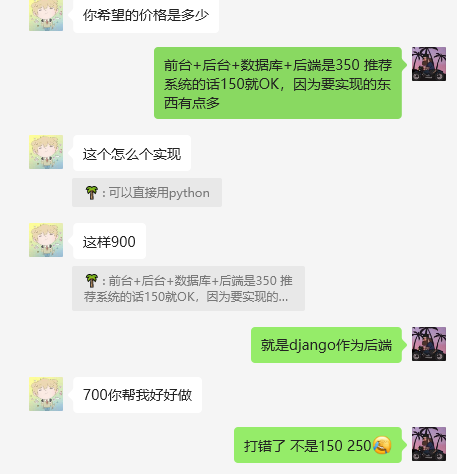 你希望的价格是多少
前台+后台+数据库+后端是350 推荐
系统的话150就OK，因为要实现的东
西有点多
这个怎么个实现
🌴 : 可以直接用python
这样900
🌴 : 前台+后台+数据库+后端是350 推
荐系统的话150就OK，因为要实现的...
就是django作为后端
700你帮我好好做
打错了 不是150 250😂